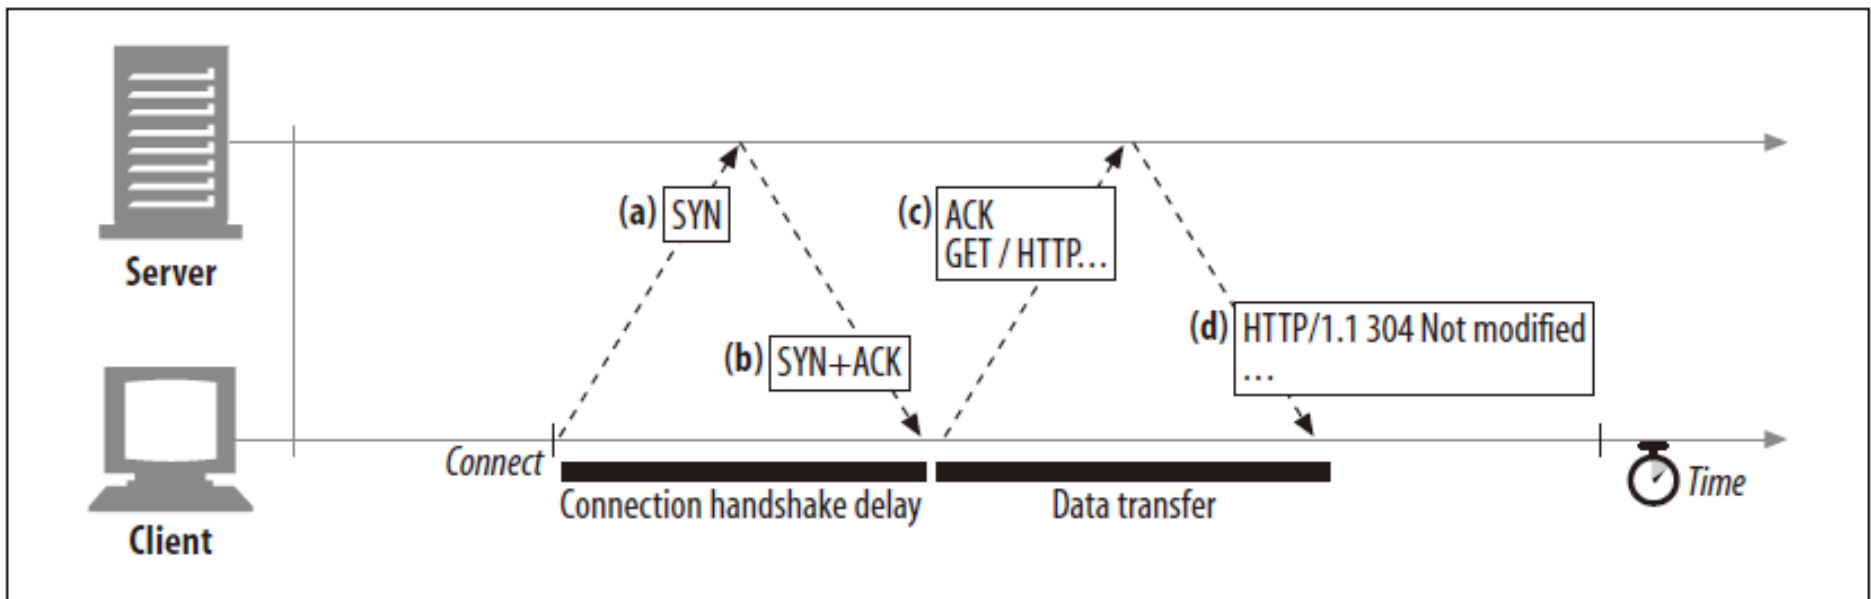 Server
(a) SYN
(b) SYN+ACK
(c) ACK
GET / HTTP...
(d) HTTP/1.1 304 Not modified
...
Client
Connect
Connection handshake delay
Data transfer
Time